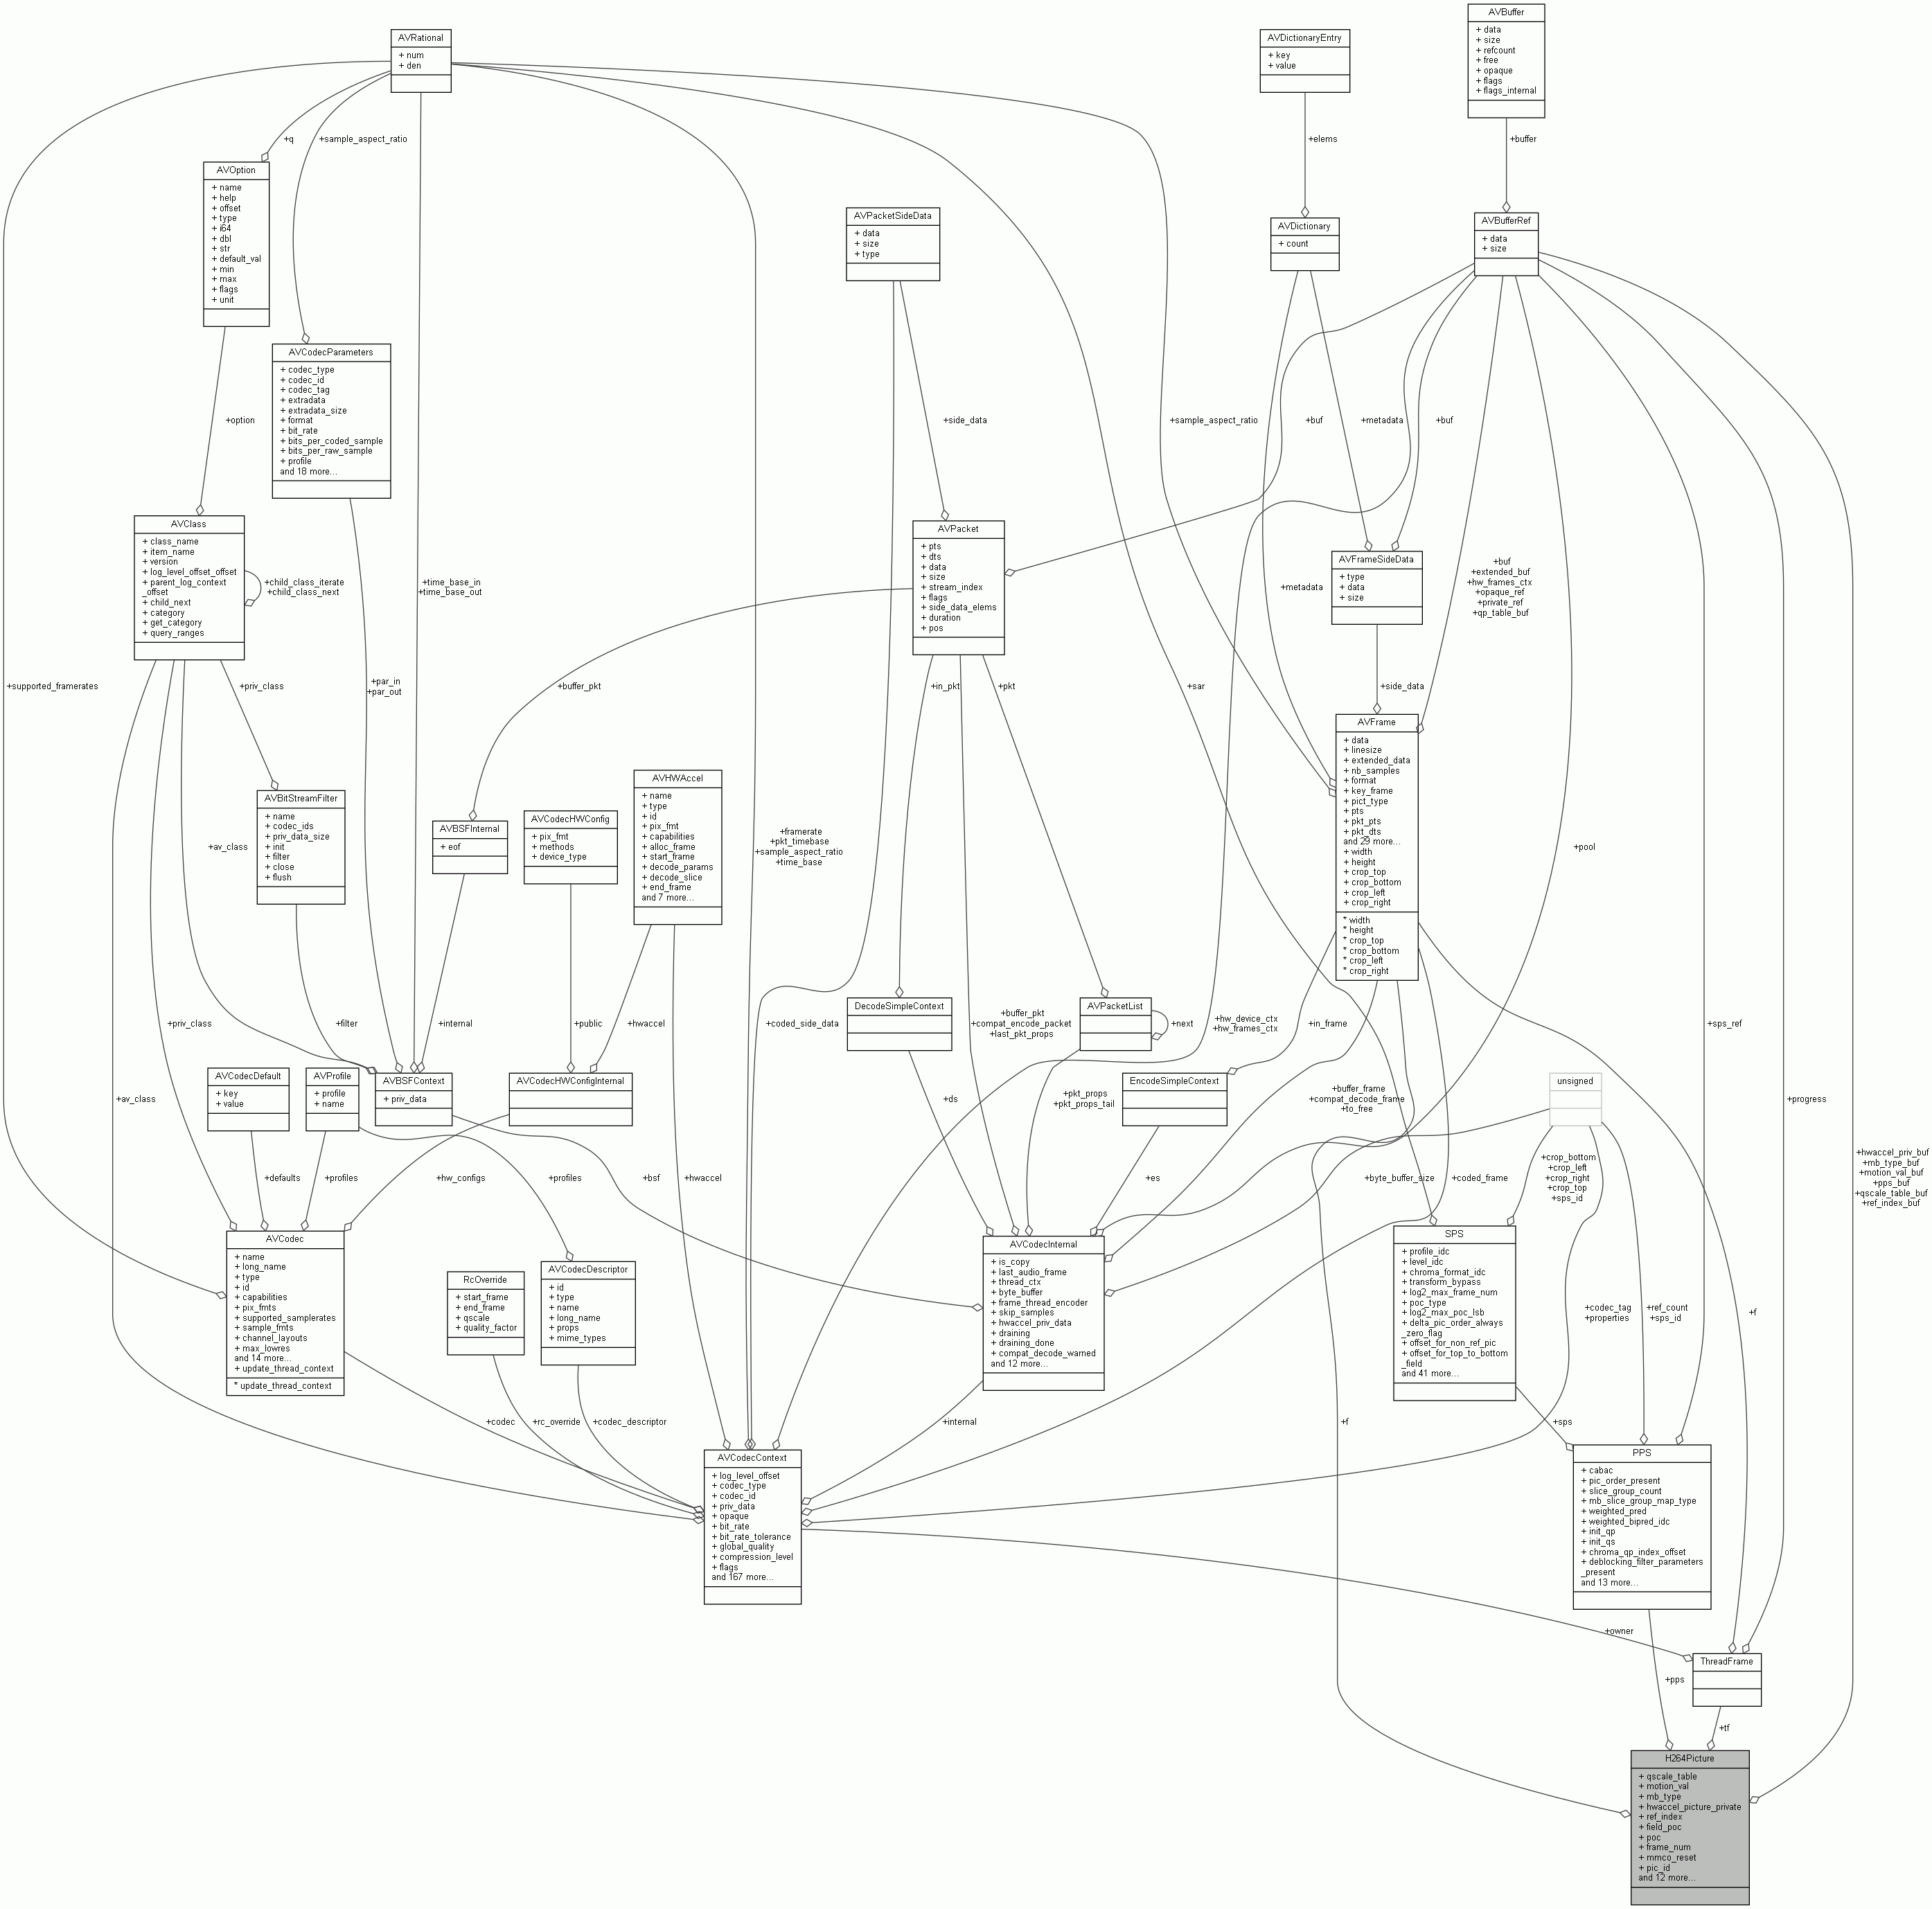 AVRational
+ num
+ den
AVDictionaryEntry
+ key
+ value
AVBuffer
+ data
+ size
+ refcount
+ free
+ opaque
+ flags
+ flags_internal
+q
+sample_aspect_ratio
+elems
+buffer
AVOption
+ name
+ help
+ offset
+ type
+ i64
+ dbl
+ str
+ default_val
+ min
+ max
+ flags
+ unit
AVPacketSideData
+ data
+ size
+ type
AVDictionary
+ count
AVBufferRef
+ data
+ size
AVCodecParameters
+ codec_type
+ codec_id
+ codec_tag
+ extradata
+ extradata_size
+ format
+ bit_rate
+ bits_per_coded_sample
+ bits_per_raw_sample
+ profile
and 18 more...
+option
+side_data
+sample_aspect_ratio
+buf
+metadata
+buf
AVClass
+ class_name
+ item_name
+ version
+ log_level_offset_offset
+ parent_log_context
_offset
+ child_next
+ category
+ get_category
+ query_ranges
+child_class_iterate
+child_class_next
+time_base_in
+time_base_out
AVPacket
+ pts
+ dts
+ data
+ size
+ stream_index
+ flags
+ side_data_elems
+ duration
+ pos
+metadata
AVFrameSideData
+ type
+ data
+ size
+buf
+extended_buf
+hw_frames_ctx
+opaque_ref
+private_ref
+qp_table_buf
+supported_framerates
+priv_class
+par_in
+par_out
+buffer_pkt
+in_pkt
+pkt
+sar
+side_data
AVFrame
+ data
+ linesize
+ extended_data
+ nb_samples
+ format
+ key_frame
+ pict_type
+ pts
+ pkt_pts
+ pkt_dts
and 29 more...
+ width
+ height
+ crop_top
+ crop_bottom
+ crop_left
+ crop_right
* width
* height
* crop_top
* crop_bottom
* crop_left
* crop_right
AVBitStreamFilter
+ name
+ codec_ids
+ priv_data_size
+ init
+ filter
+ close
+ flush
+av_class
AVBSFInternal
+ eof
AVCodecHWConfig
+ pix_fmt
+ methods
+ device_type
AVHWAccel
+ name
+ type
+ id
+ pix_fmt
+ capabilities
+ alloc_frame
+ start_frame
+ decode_params
+ decode_slice
+ end_frame
and 7 more...
+framerate
+pkt_timebase
+sample_aspect_ratio
+time_base
+pool
+priv_class
+filter
+internal
+public
+hwaccel
+coded_side_data
DecodeSimpleContext
+buffer_pkt
+compat_encode_packet
+last_pkt_props
AVPacketList
+next
+hw_device_ctx
+hw_frames_ctx
+in_frame
+sps_ref
AVCodecDefault
+ key
+ value
AVProfile
+ profile
+ name
AVBSFContext
+ priv_data
AVCodecHWConfigInternal
EncodeSimpleContext
unsigned
+av_class
+ds
+pkt_props
+pkt_props_tail
+buffer_frame
+compat_decode_frame
+to_free
+progress
+defaults
+profiles
+hw_configs
+profiles
+bsf
+hwaccel
+es
+byte_buffer_size
+coded_frame
+crop_bottom
+crop_left
+crop_right
+crop_top
+sps_id
+hwaccel_priv_buf
+mb_type_buf
+motion_val_buf
+pps_buf
+qscale_table_buf
+ref_index_buf
AVCodec
+ name
+ long_name
+ type
+ id
+ capabilities
+ pix_fmts
+ supported_samplerates
+ sample_fmts
+ channel_layouts
+ max_lowres
and 14 more...
+ update_thread_context
* update_thread_context
RcOverride
+ start_frame
+ end_frame
+ qscale
+ quality_factor
AVCodecDescriptor
+ id
+ type
+ name
+ long_name
+ props
+ mime_types
AVCodecInternal
+ is_copy
+ last_audio_frame
+ thread_ctx
+ byte_buffer
+ frame_thread_encoder
+ skip_samples
+ hwaccel_priv_data
+ draining
+ draining_done
+ compat_decode_warned
and 12 more...
SPS
+ profile_idc
+ level_idc
+ chroma_format_idc
+ transform_bypass
+ log2_max_frame_num
+ poc_type
+ log2_max_poc_lsb
+ delta_pic_order_always
_zero_flag
+ offset_for_non_ref_pic
+ offset_for_top_to_bottom
_field
and 41 more...
+codec_tag
+properties
+ref_count
+sps_id
+f
+codec
+rc_override
+codec_descriptor
+internal
+f
+sps
AVCodecContext
+ log_level_offset
+ codec_type
+ codec_id
+ priv_data
+ opaque
+ bit_rate
+ bit_rate_tolerance
+ global_quality
+ compression_level
+ flags
and 167 more...
PPS
+ cabac
+ pic_order_present
+ slice_group_count
+ mb_slice_group_map_type
+ weighted_pred
+ weighted_bipred_idc
+ init_qp
+ init_qs
+ chroma_qp_index_offset
+ deblocking_filter_parameters
_present
and 13 more...
+owner
ThreadFrame
+pps
+tf
H264Picture
+ qscale_table
+ motion_val
+ mb_type
+ hwaccel_picture_private
+ ref_index
+ field_poc
+ poc
+ frame_num
+ mmco_reset
+ pic_id
and 12 more...